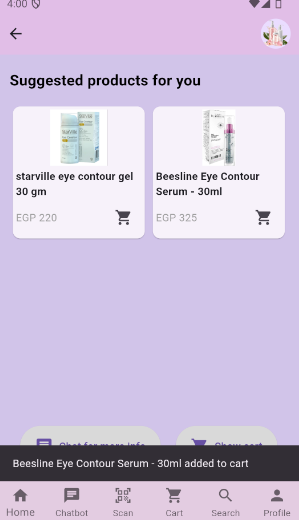 4:00
Suggested products for you
starville eye contour gel
30 gm
EGP 220
Beesline Eye Contour
Serum - 30ml
EGP 325
Chat for more info
Show cart
Beesline Eye Contour Serum - 30ml added to cart
Home
Chatbot
Scan
Cart
Search
Profile